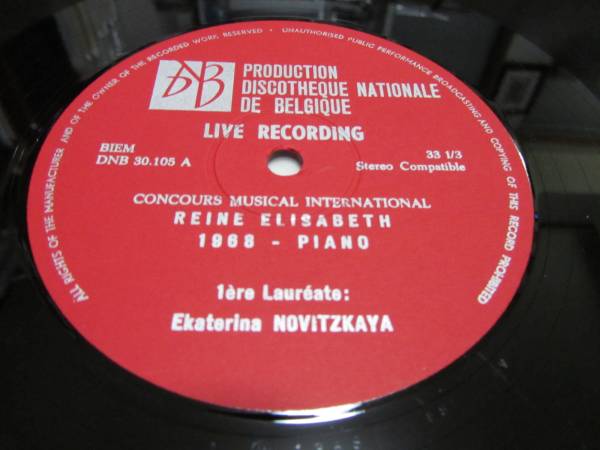 ALL RIGHTS OF THE MANUFACTURER AND OF THE OWNER OF THE RECORDED WORK RESERVED • UNAUTHORISED PUBLIC PERFORMANCE BROADCASTING AND COPYING OF THIS RECORD PROHIBITED
DNB
PRODUCTION
DISCOTHEQUE NATIONALE
DE BELGIQUE
LIVE RECORDING
BIEM
DNB 30.105 A
33 1/3
Stereo Compatible
CONCOURS MUSICAL INTERNATIONAL
REINE ELISABETH
1968 - PIANO
1ère Lauréate:
Ekaterina NOViTZKAYA